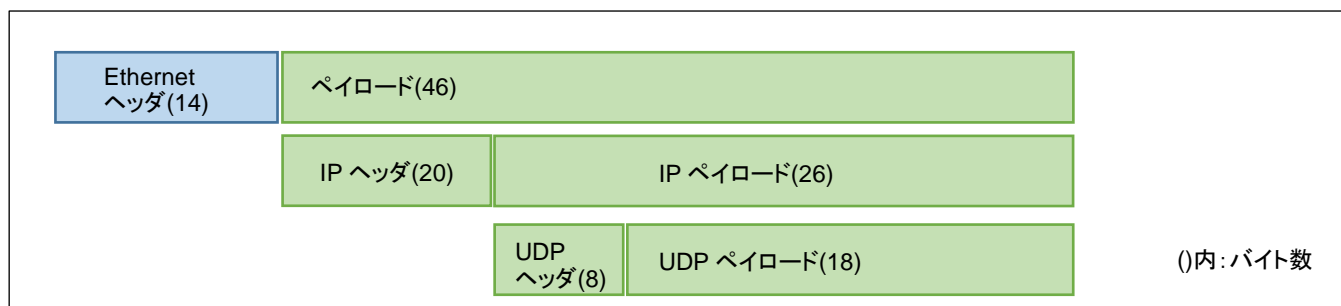 Ethernet
ヘッダ(14)
ペイロード(46)
IP ヘッダ(20)
IP ペイロード(26)
UDP
ヘッダ(8)
UDP ペイロード(18)
()内：バイト数